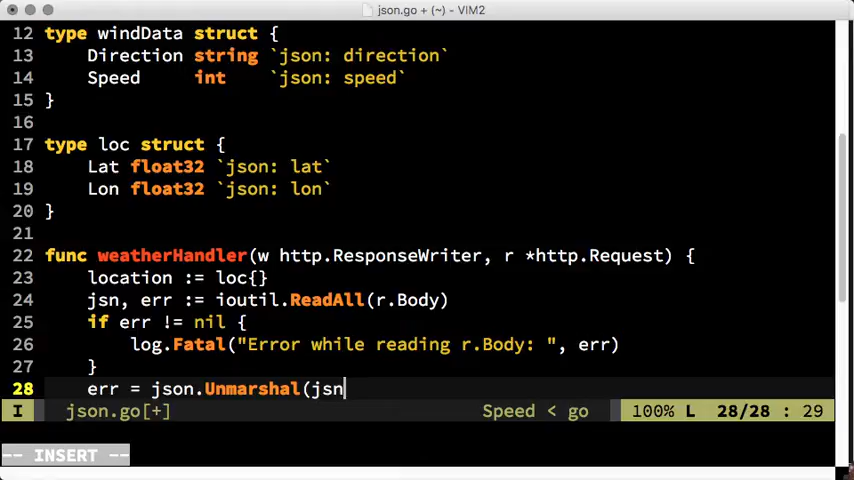 json.go + (~) - VIM2
12 type windData struct {
13     Direction string `json: direction`
14     Speed     int    `json: speed`
15 }
16
17 type loc struct {
18     Lat float32 `json: lat`
19     Lon float32 `json: lon`
20 }
21
22 func weatherHandler(w http.ResponseWriter, r *http.Request) {
23     location := loc{}
24     jsn, err := ioutil.ReadAll(r.Body)
25     if err != nil {
26         log.Fatal("Error while reading r.Body: ", err)
27     }
28     err = json.Unmarshal(jsn
I json.go[+] Speed < go 100% L 28/28 : 29
-- INSERT --